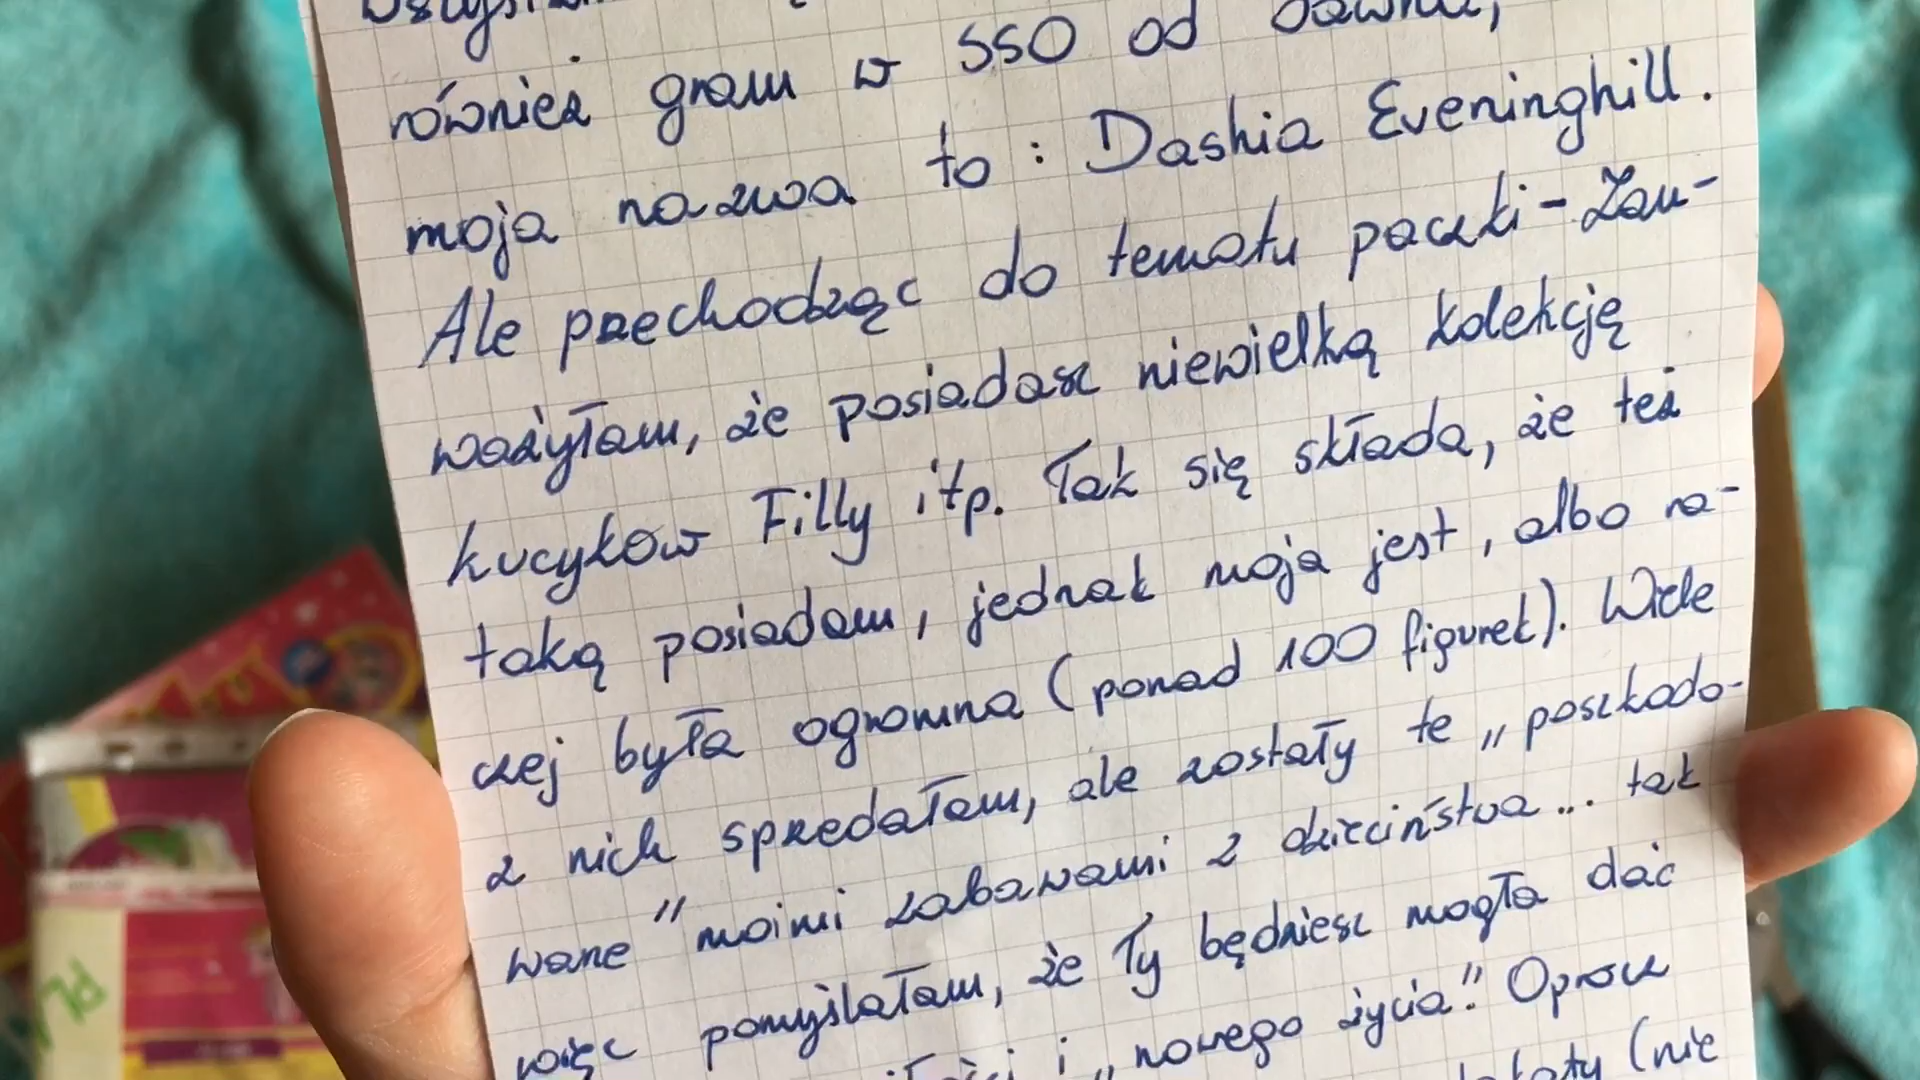 również gram w SSO od dawna,
moja nazwa to : Dashia Eveninghill.
Ale przechodząc do tematu paczki - Zau-
ważyłam, że posiadasz niewielką kolekcję
kucyków Filly itp. Tak się składa, że też
taką posiadam, jednak moja jest, albo ra-
czej była ogromna (ponad 100 figurek). Wiele
z nich sprzedałam, ale zostały te „poszkodo-
wane" moimi zabawami z dzieciństwa... tak
więc pomyślałam, że Ty będziesz mogła dać
i „nowego życia". Oprócz
(nie